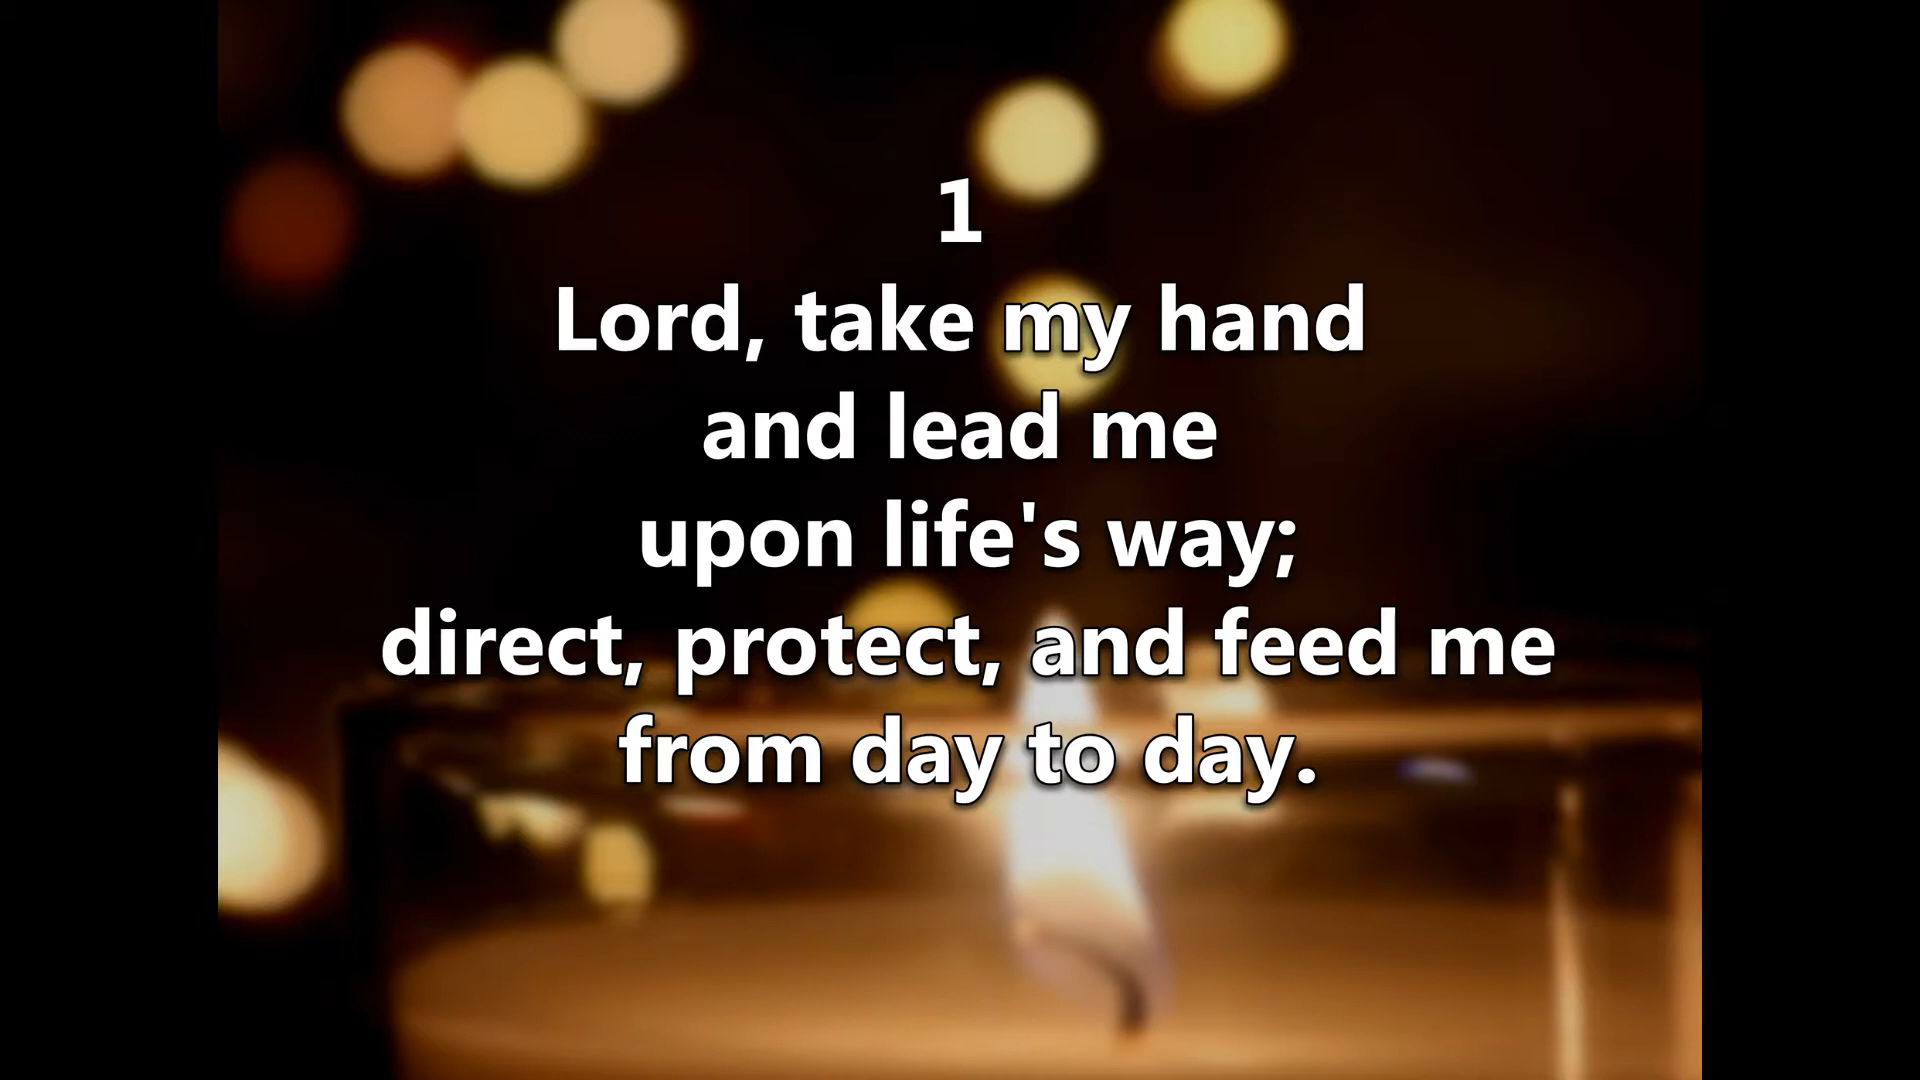 1
Lord, take my hand
and lead me
upon life's way;
direct, protect, and feed me
from day to day.